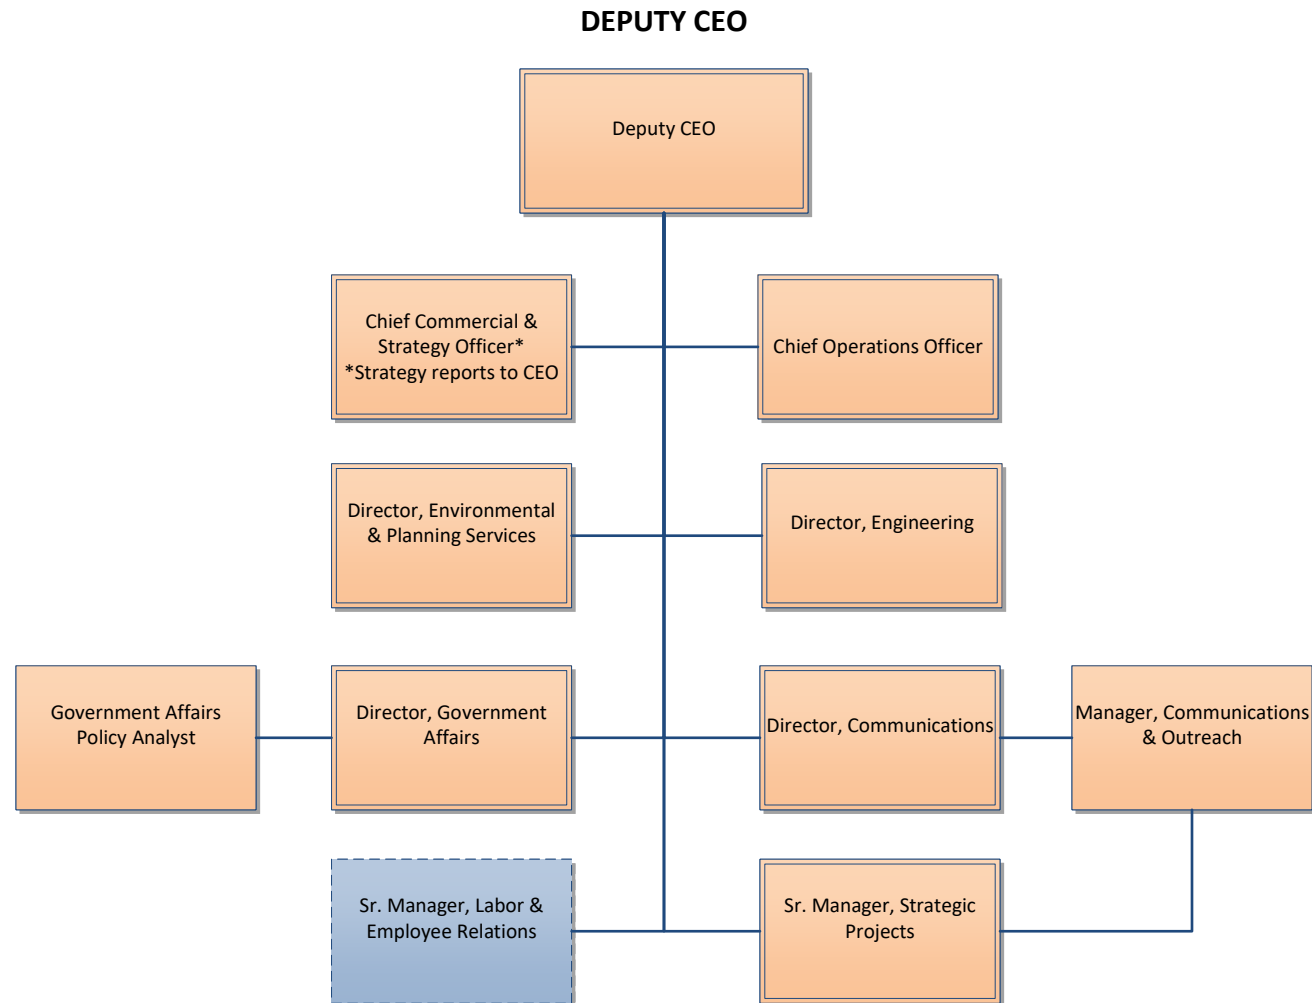 DEPUTY CEO
Deputy CEO
Chief Commercial &
Strategy Officer*
*Strategy reports to CEO
Chief Operations Officer
Director, Environmental
& Planning Services
Director, Engineering
Government Affairs
Policy Analyst
Director, Government
Affairs
Director, Communications
Manager, Communications
& Outreach
Sr. Manager, Labor &
Employee Relations
Sr. Manager, Strategic
Projects